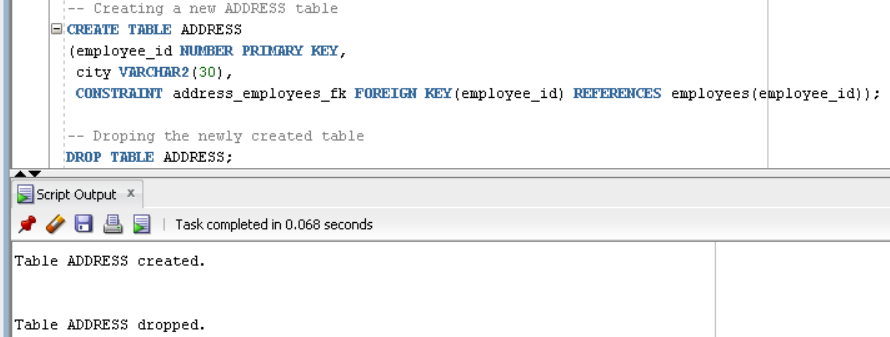 -- Creating a new ADDRESS table
CREATE TABLE ADDRESS
(employee_id NUMBER PRIMARY KEY,
city VARCHAR2(30),
CONSTRAINT address_employees_fk FOREIGN KEY(employee_id) REFERENCES employees(employee_id));
-- Droping the newly created table
DROP TABLE ADDRESS;
Script Output x
Task completed in 0.068 seconds
Table ADDRESS created.
Table ADDRESS dropped.